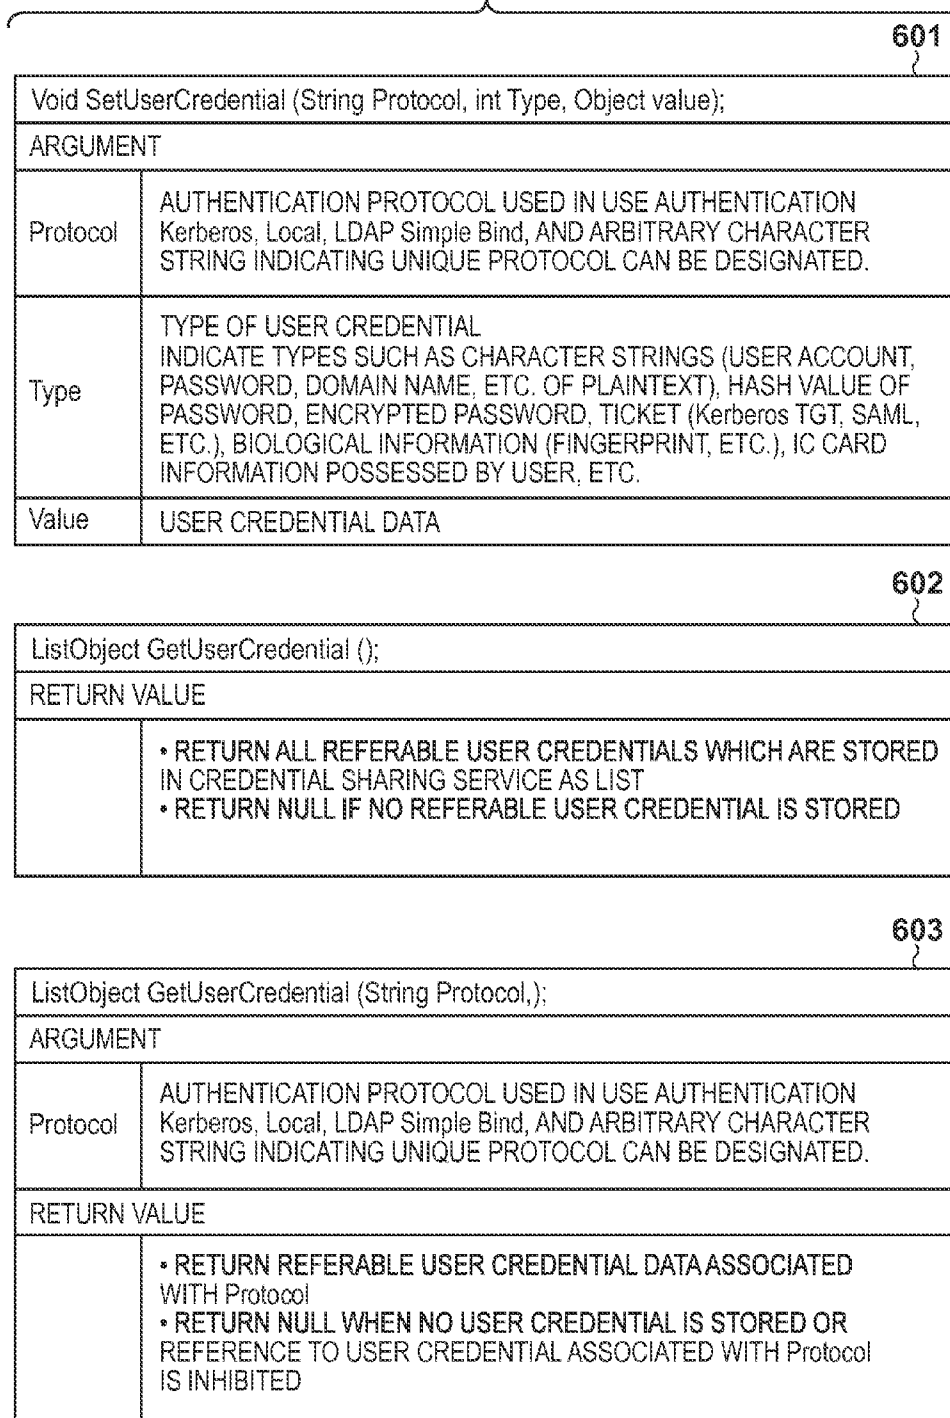 601
Void SetUserCredential (String Protocol, int Type, Object value);
ARGUMENT
Protocol
AUTHENTICATION PROTOCOL USED IN USE AUTHENTICATION
Kerberos, Local, LDAP Simple Bind, AND ARBITRARY CHARACTER
STRING INDICATING UNIQUE PROTOCOL CAN BE DESIGNATED.
Type
TYPE OF USER CREDENTIAL
INDICATE TYPES SUCH AS CHARACTER STRINGS (USER ACCOUNT,
PASSWORD, DOMAIN NAME, ETC. OF PLAINTEXT), HASH VALUE OF
PASSWORD, ENCRYPTED PASSWORD, TICKET (Kerberos TGT, SAML,
ETC.), BIOLOGICAL INFORMATION (FINGERPRINT, ETC.), IC CARD
INFORMATION POSSESSED BY USER, ETC.
Value
USER CREDENTIAL DATA
602
ListObject GetUserCredential ();
RETURN VALUE
• RETURN ALL REFERABLE USER CREDENTIALS WHICH ARE STORED
IN CREDENTIAL SHARING SERVICE AS LIST
• RETURN NULL IF NO REFERABLE USER CREDENTIAL IS STORED
603
ListObject GetUserCredential (String Protocol,);
ARGUMENT
Protocol
AUTHENTICATION PROTOCOL USED IN USE AUTHENTICATION
Kerberos, Local, LDAP Simple Bind, AND ARBITRARY CHARACTER
STRING INDICATING UNIQUE PROTOCOL CAN BE DESIGNATED.
RETURN VALUE
• RETURN REFERABLE USER CREDENTIAL DATA ASSOCIATED
WITH Protocol
• RETURN NULL WHEN NO USER CREDENTIAL IS STORED OR
REFERENCE TO USER CREDENTIAL ASSOCIATED WITH Protocol
IS INHIBITED